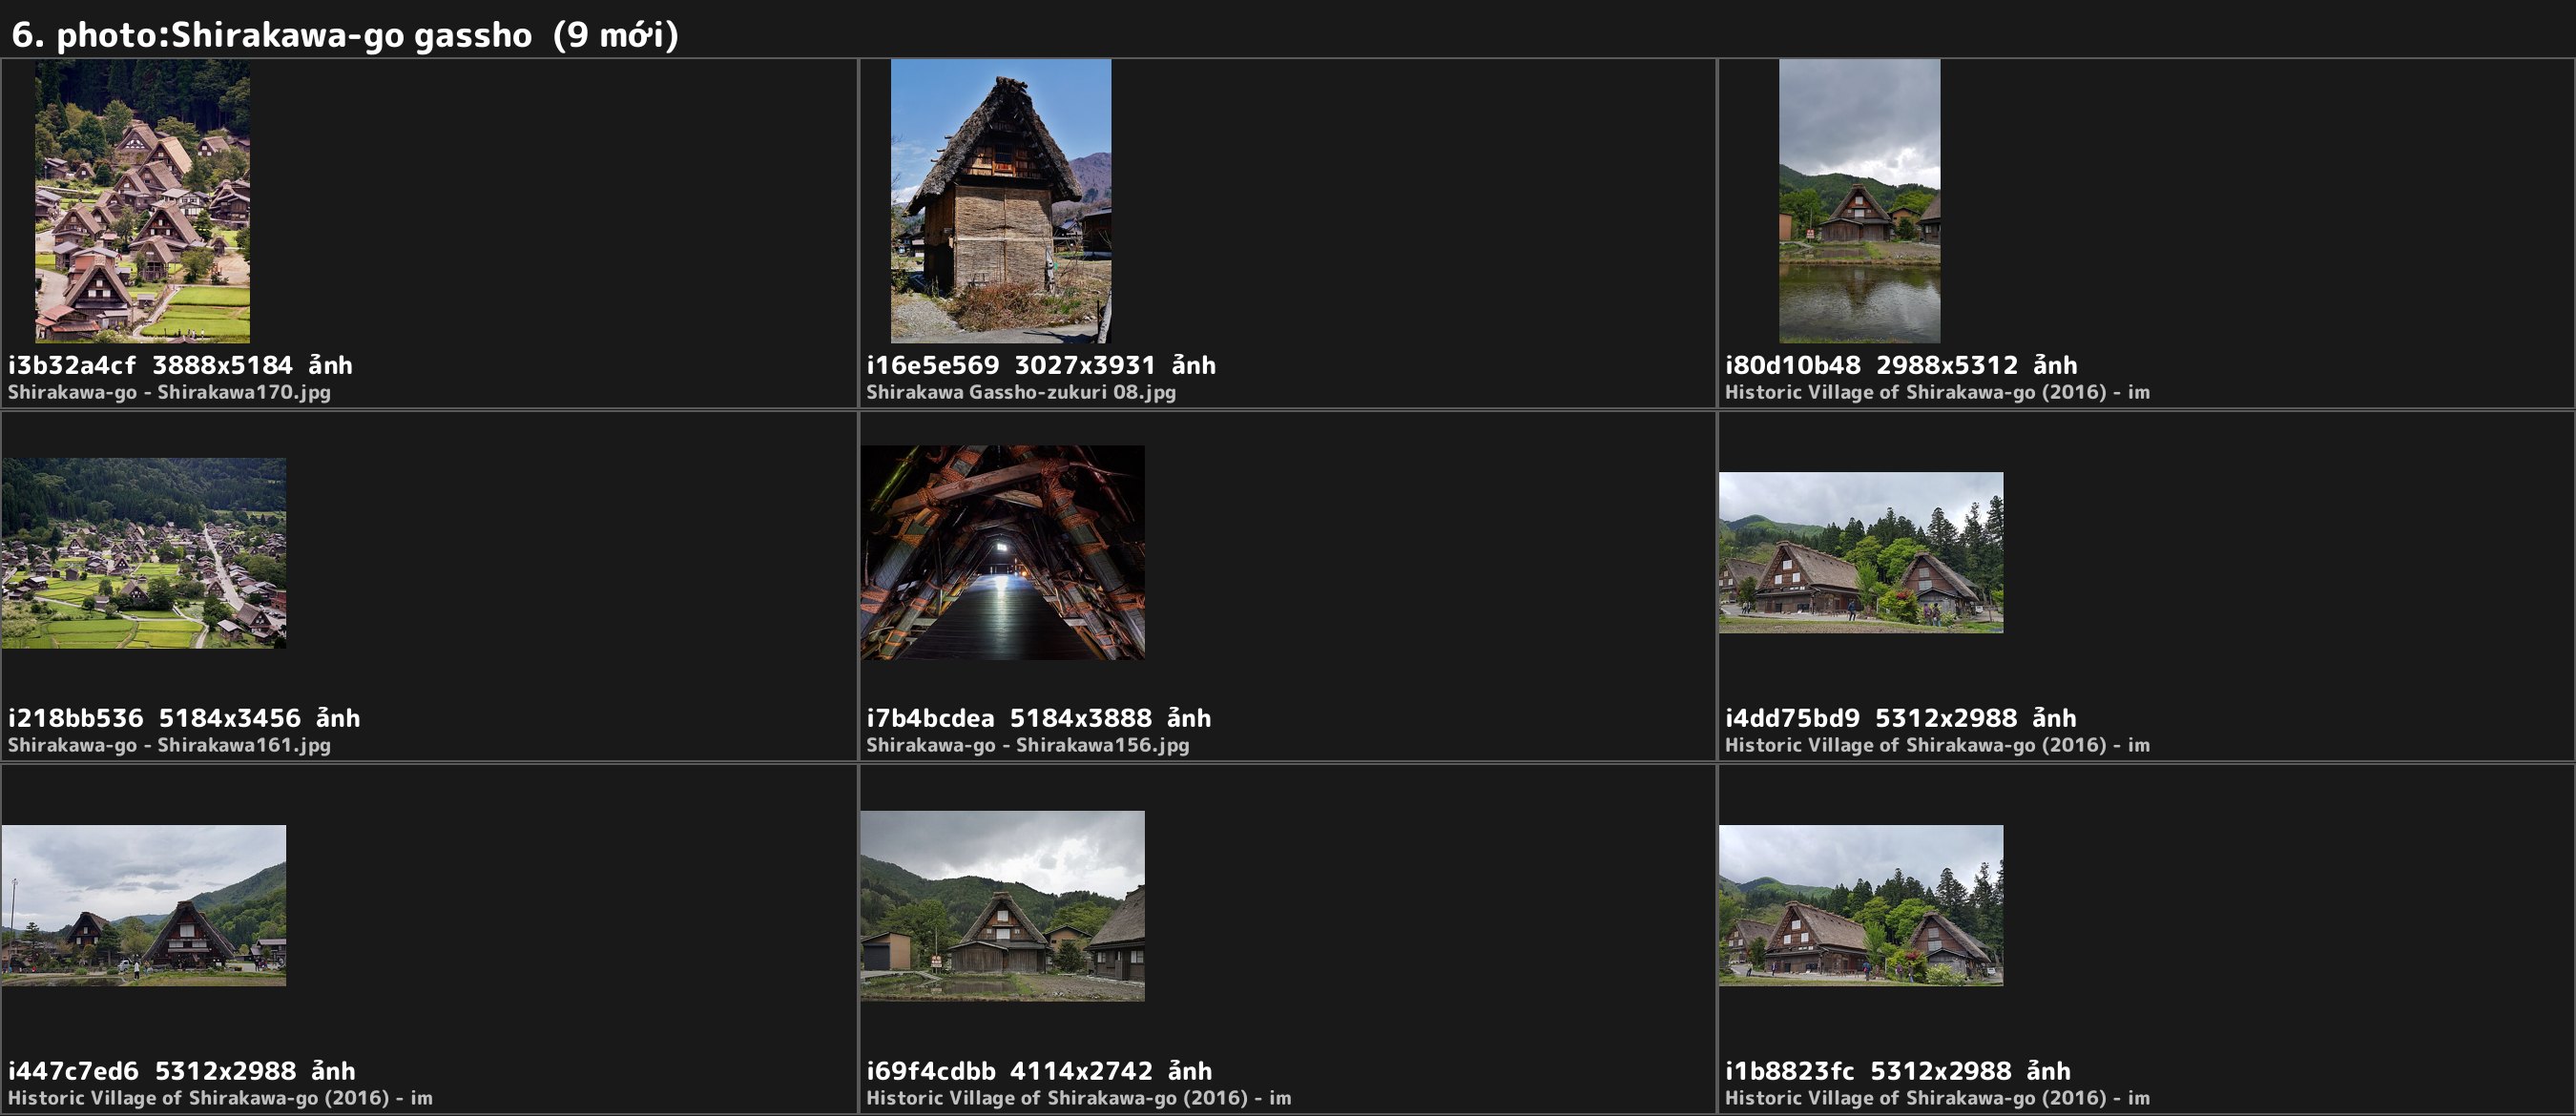 6. photo:Shirakawa-go gassho (9 mới)
i3b32a4cf 3888x5184 ảnh
Shirakawa-go - Shirakawa170.jpg
i16e5e569 3027x3931 ảnh
Shirakawa Gassho-zukuri 08.jpg
i80d10b48 2988x5312 ảnh
Historic Village of Shirakawa-go (2016) - im
i218bb536 5184x3456 ảnh
Shirakawa-go - Shirakawa161.jpg
i7b4bcdea 5184x3888 ảnh
Shirakawa-go - Shirakawa156.jpg
i4dd75bd9 5312x2988 ảnh
Historic Village of Shirakawa-go (2016) - im
i447c7ed6 5312x2988 ảnh
Historic Village of Shirakawa-go (2016) - im
i69f4cdbb 4114x2742 ảnh
Historic Village of Shirakawa-go (2016) - im
i1b8823fc 5312x2988 ảnh
Historic Village of Shirakawa-go (2016) - im